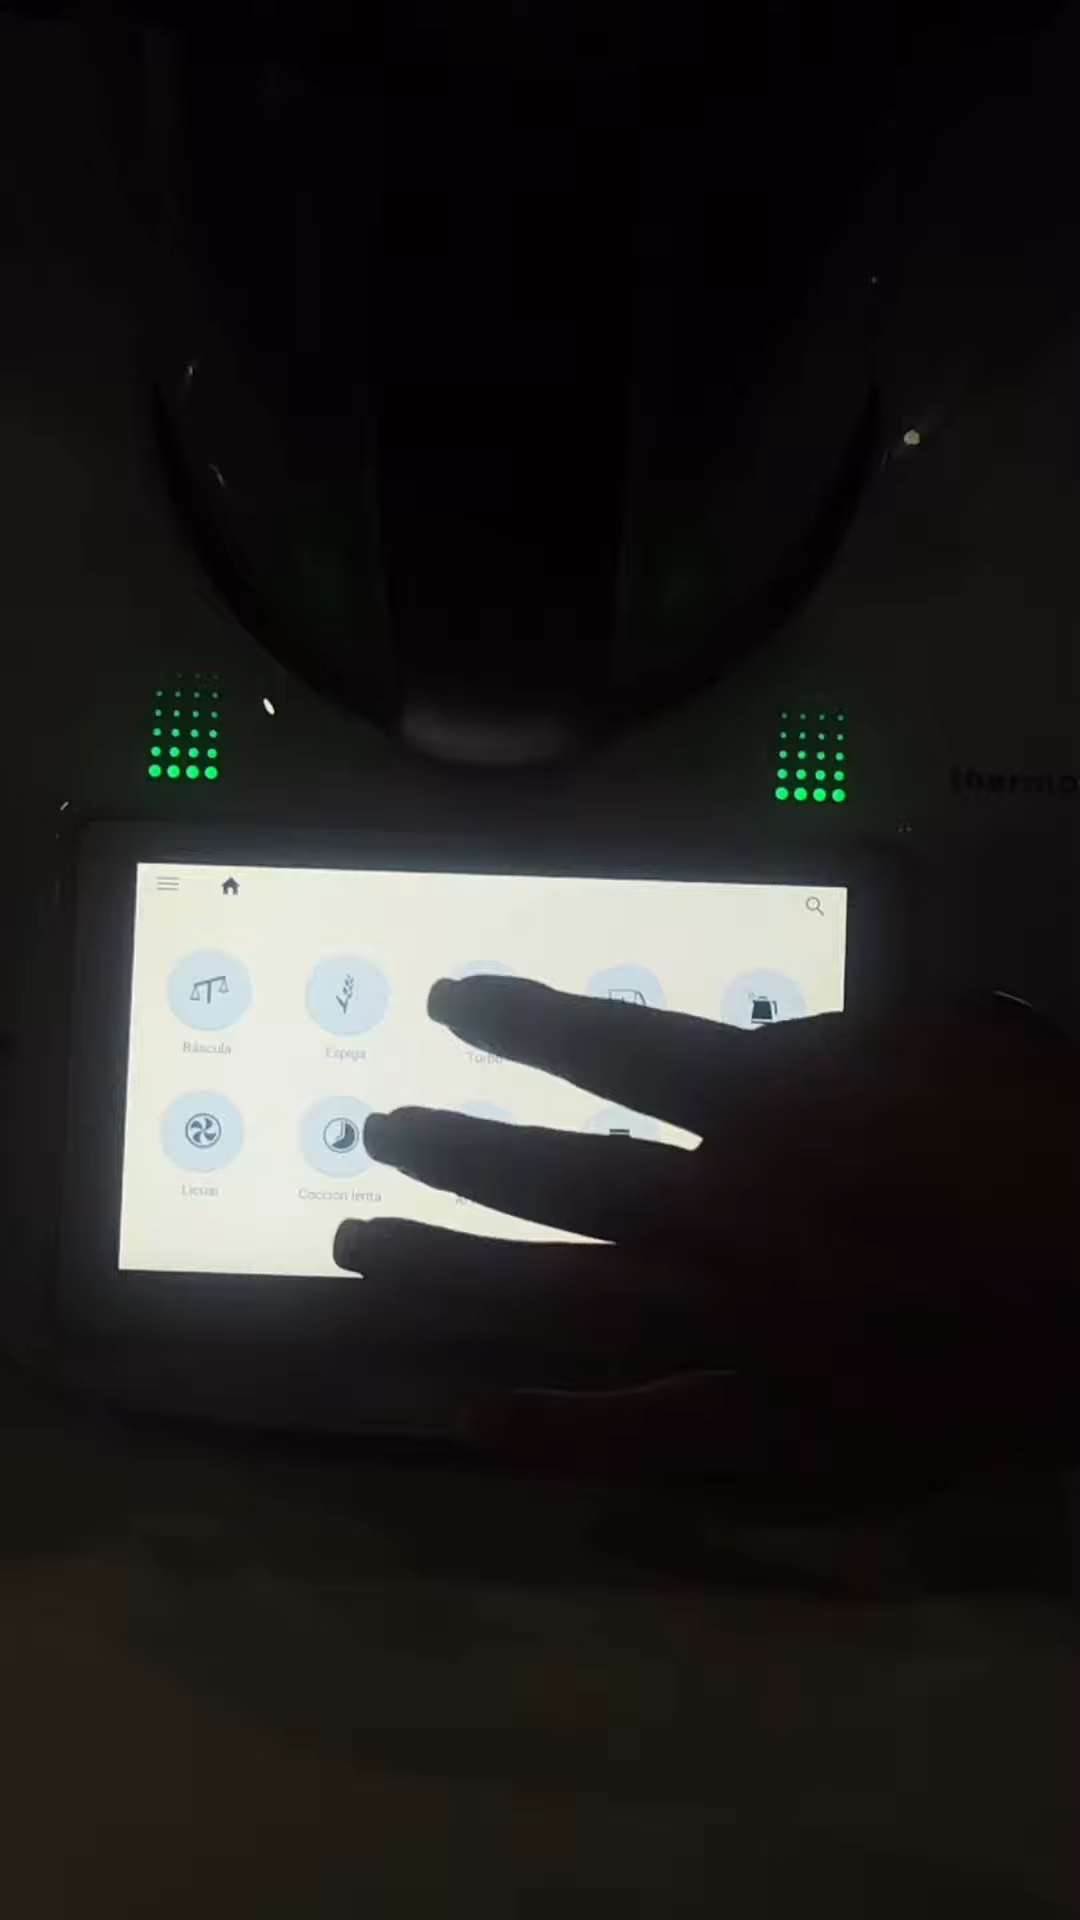 thermo
Báscula
Espiga
Turbo
Licuar
Cocción lenta